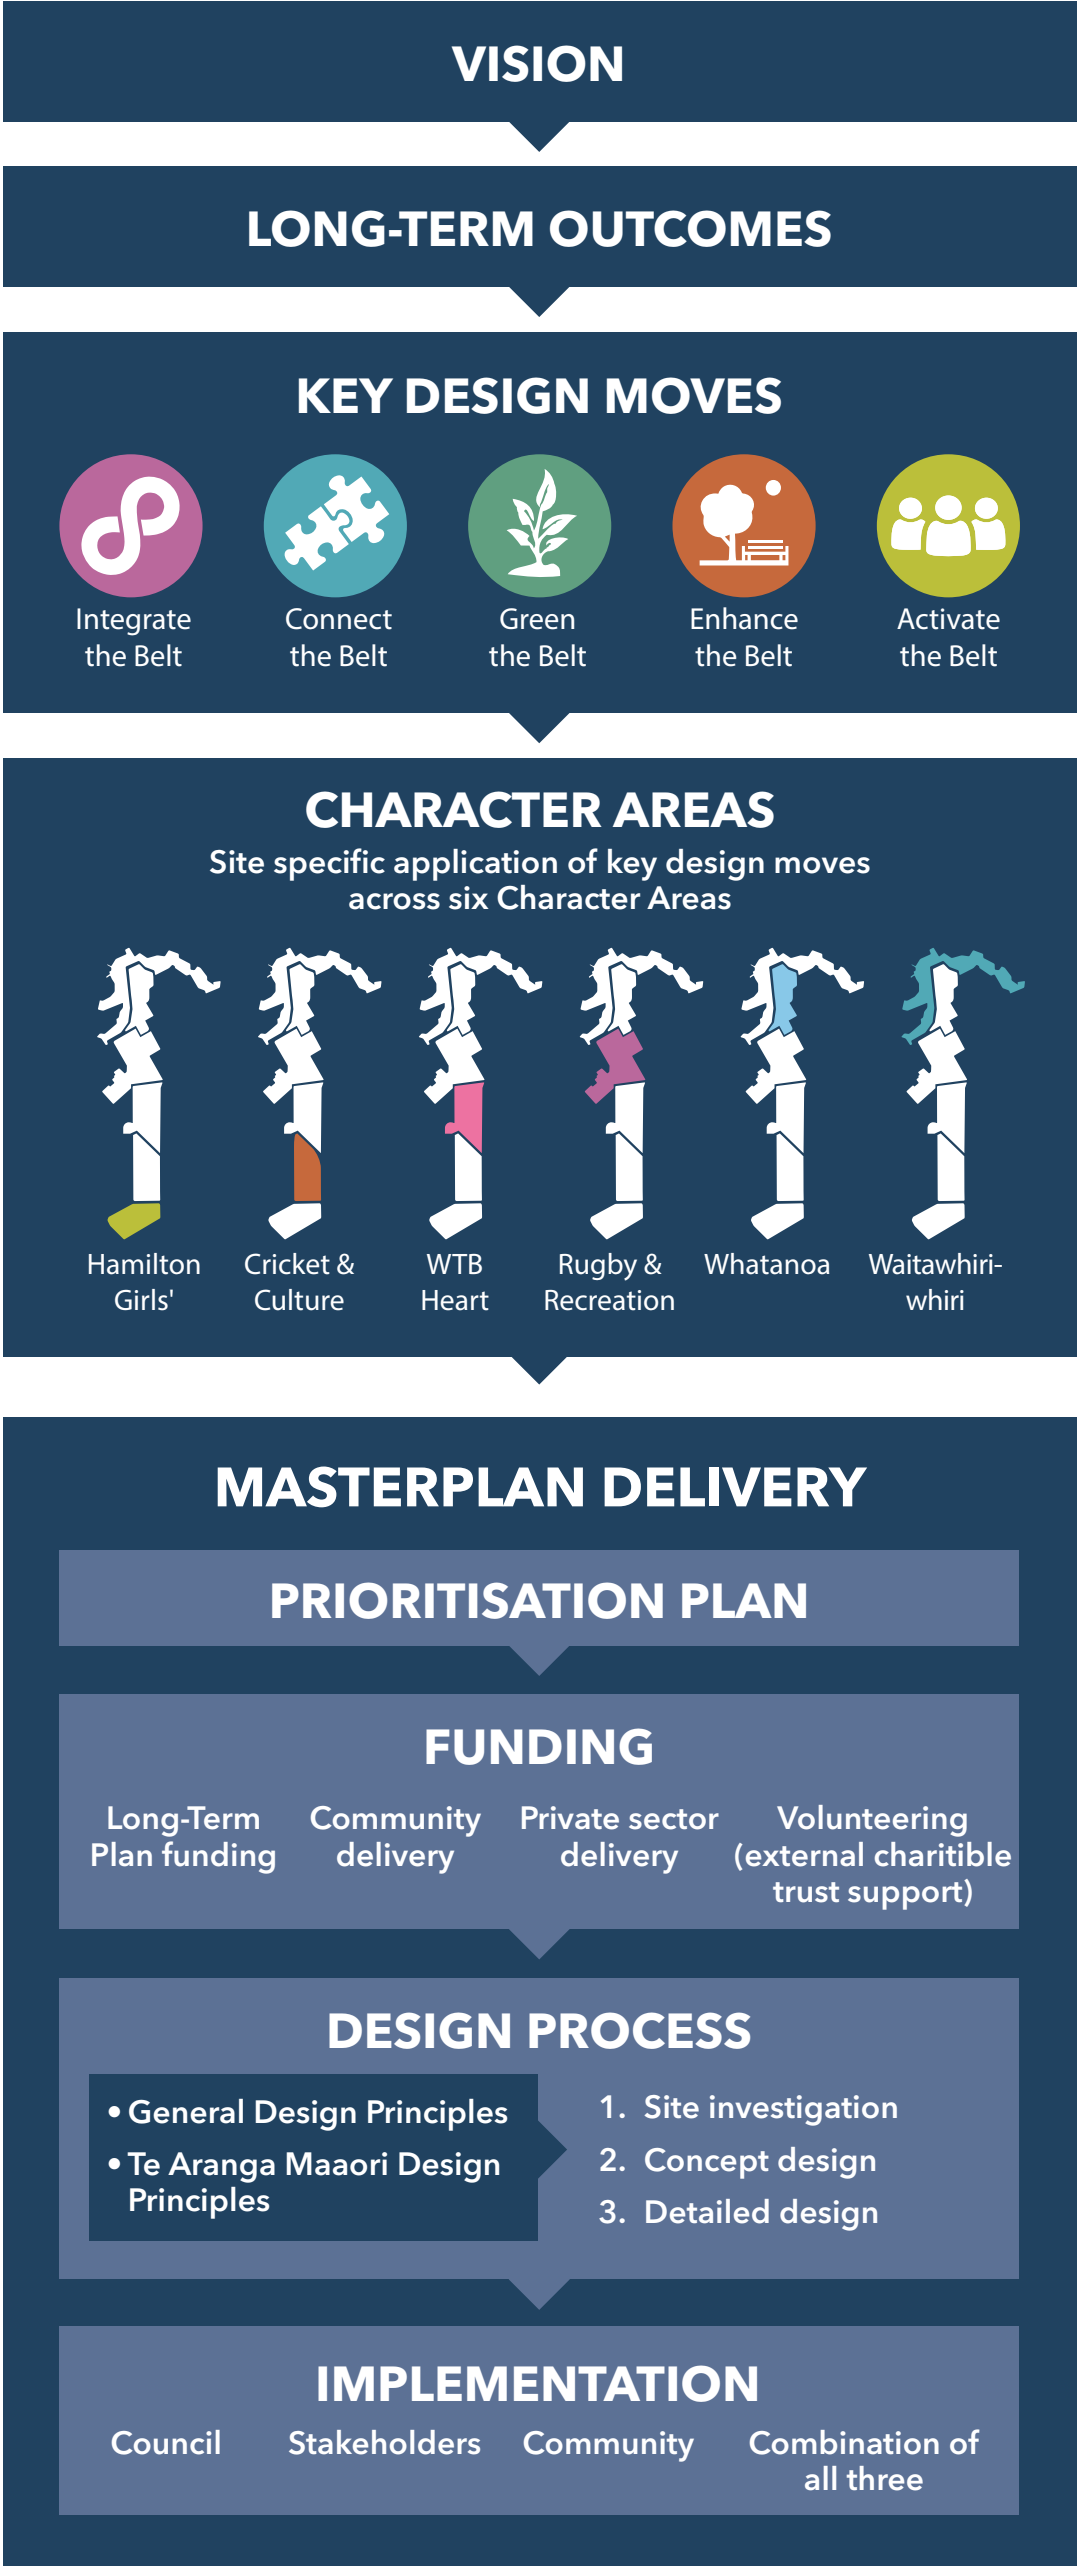 VISION
LONG-TERM OUTCOMES
KEY DESIGN MOVES
Integrate
the Belt
Connect
the Belt
Green
the Belt
Enhance
the Belt
Activate
the Belt
CHARACTER AREAS
Site specific application of key design moves
across six Character Areas
Hamilton
Girls'
Cricket &
Culture
WTB
Heart
Rugby &
Recreation
Whatanoa
Waitawhiri-
whiri
MASTERPLAN DELIVERY
PRIORITISATION PLAN
FUNDING
Long-Term
Plan funding
Community
delivery
Private sector
delivery
Volunteering
(external charitible
trust support)
DESIGN PROCESS
• General Design Principles
• Te Aranga Maaori Design
Principles
1. Site investigation
2. Concept design
3. Detailed design
IMPLEMENTATION
Council
Stakeholders
Community
Combination of
all three